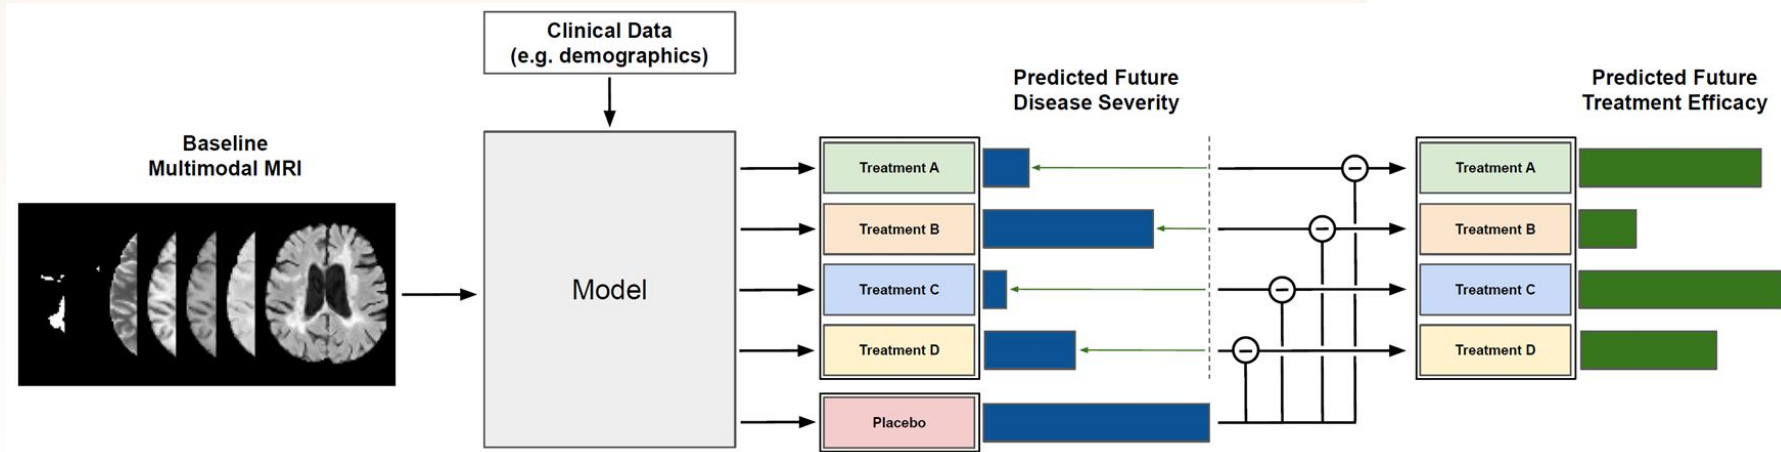 Clinical Data
(e.g. demographics)
Baseline
Multimodal MRI
Model
Predicted Future
Disease Severity
Treatment A
Treatment B
Treatment C
Treatment D
Placebo
Predicted Future
Treatment Efficacy
Treatment A
Treatment B
Treatment C
Treatment D